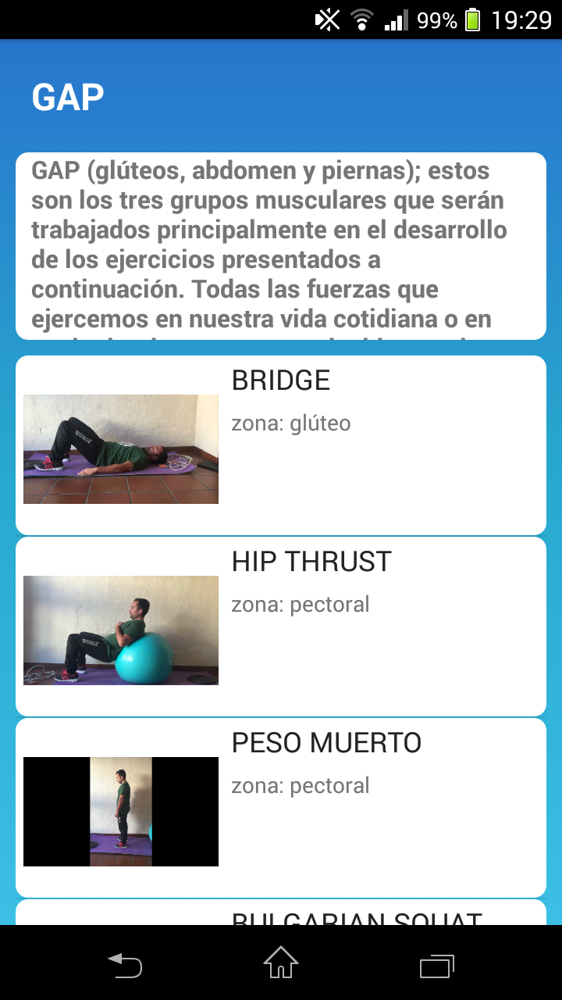 99% 19:29
GAP
GAP (glúteos, abdomen y piernas); estos
son los tres grupos musculares que serán
trabajados principalmente en el desarrollo
de los ejercicios presentados a
continuación. Todas las fuerzas que
ejercemos en nuestra vida cotidiana o en
BRIDGE
zona: glúteo
HIP THRUST
zona: pectoral
PESO MUERTO
zona: pectoral
BULGARIAN SQUAT